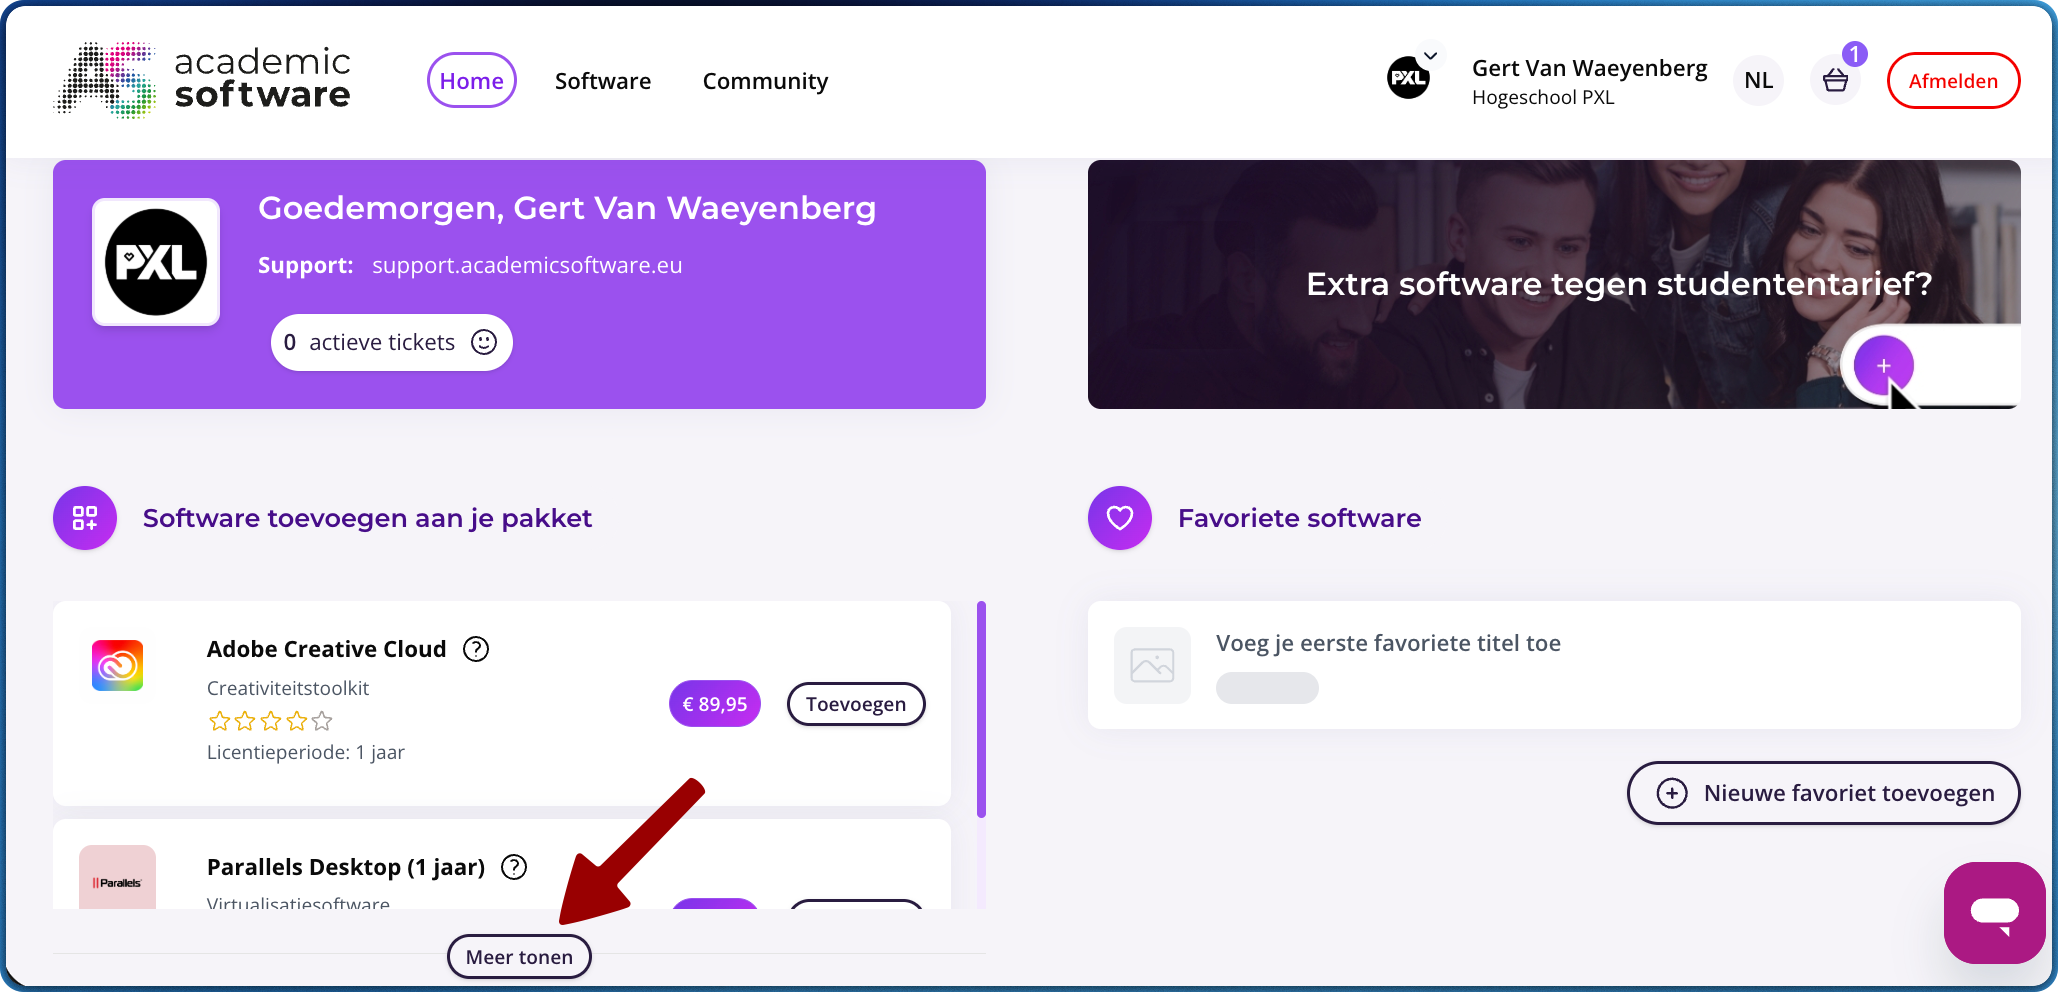 academic
software
Home
Software
Community
PXL
Gert Van Waeyenberg
Hogeschool PXL
NL
1
Afmelden
PXL
Goedemorgen, Gert Van Waeyenberg
Support: support.academicsoftware.eu
0 actieve tickets
Extra software tegen studententarief?
Software toevoegen aan je pakket
Favoriete software
Adobe Creative Cloud
Creativiteitstoolkit
Licentieperiode: 1 jaar
€ 89,95
Toevoegen
Voeg je eerste favoriete titel toe
Nieuwe favoriet toevoegen
Parallels
Parallels Desktop (1 jaar)
Virtualisatiesoftware
Meer tonen